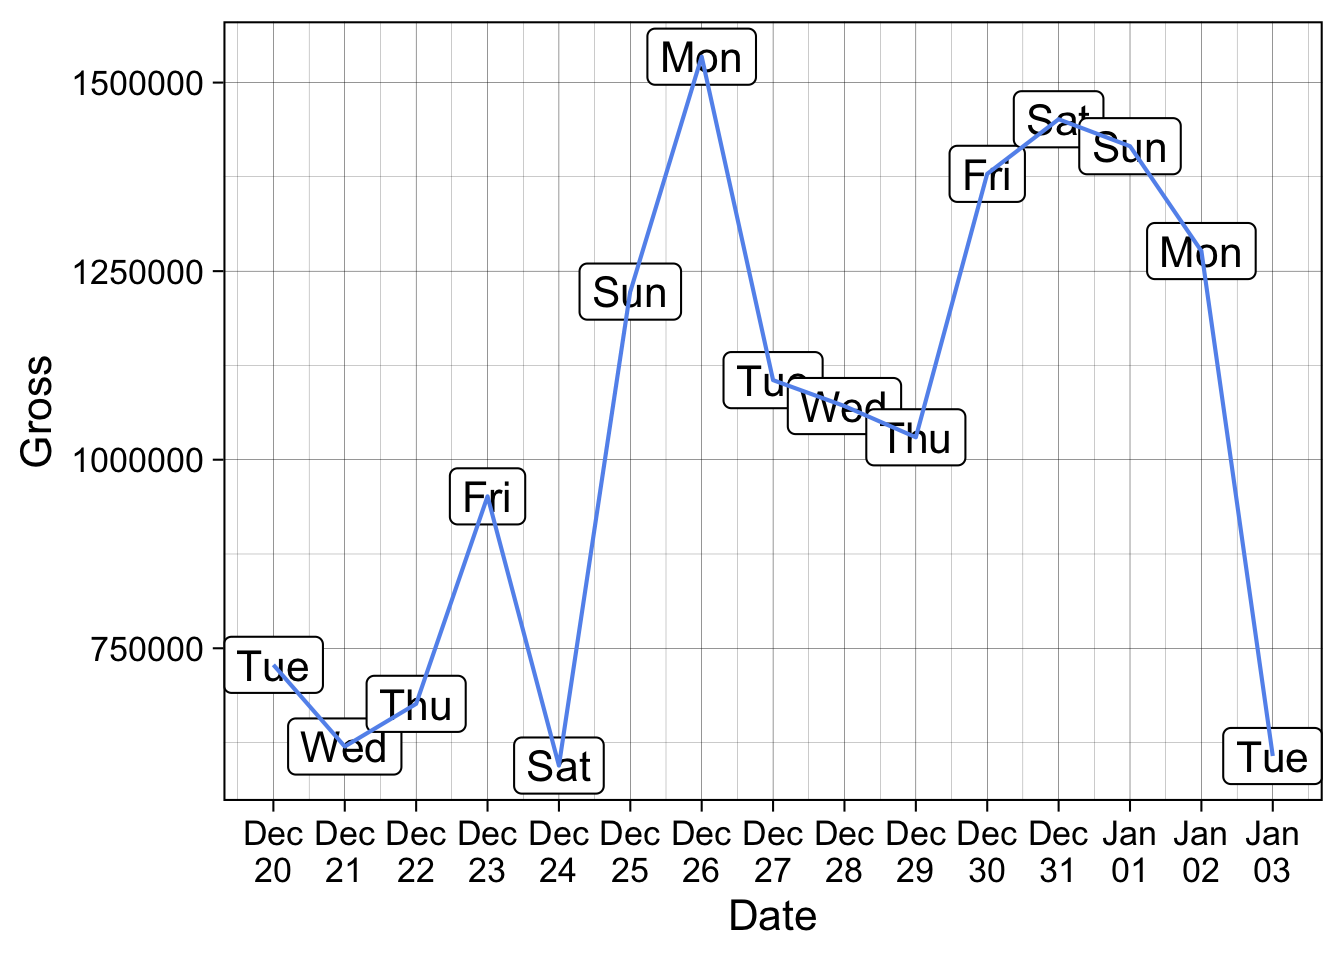 1500000
1250000
1000000
750000
Gross
Mon
Sat
Sun
Fri
Mon
Sun
Tue
Wed
Thu
Fri
Tue
Thu
Wed
Sat
Tue
Dec Dec Dec Dec Dec Dec Dec Dec Dec Dec Dec Dec Jan Jan Jan
20 21 22 23 24 25 26 27 28 29 30 31 01 02 03
Date